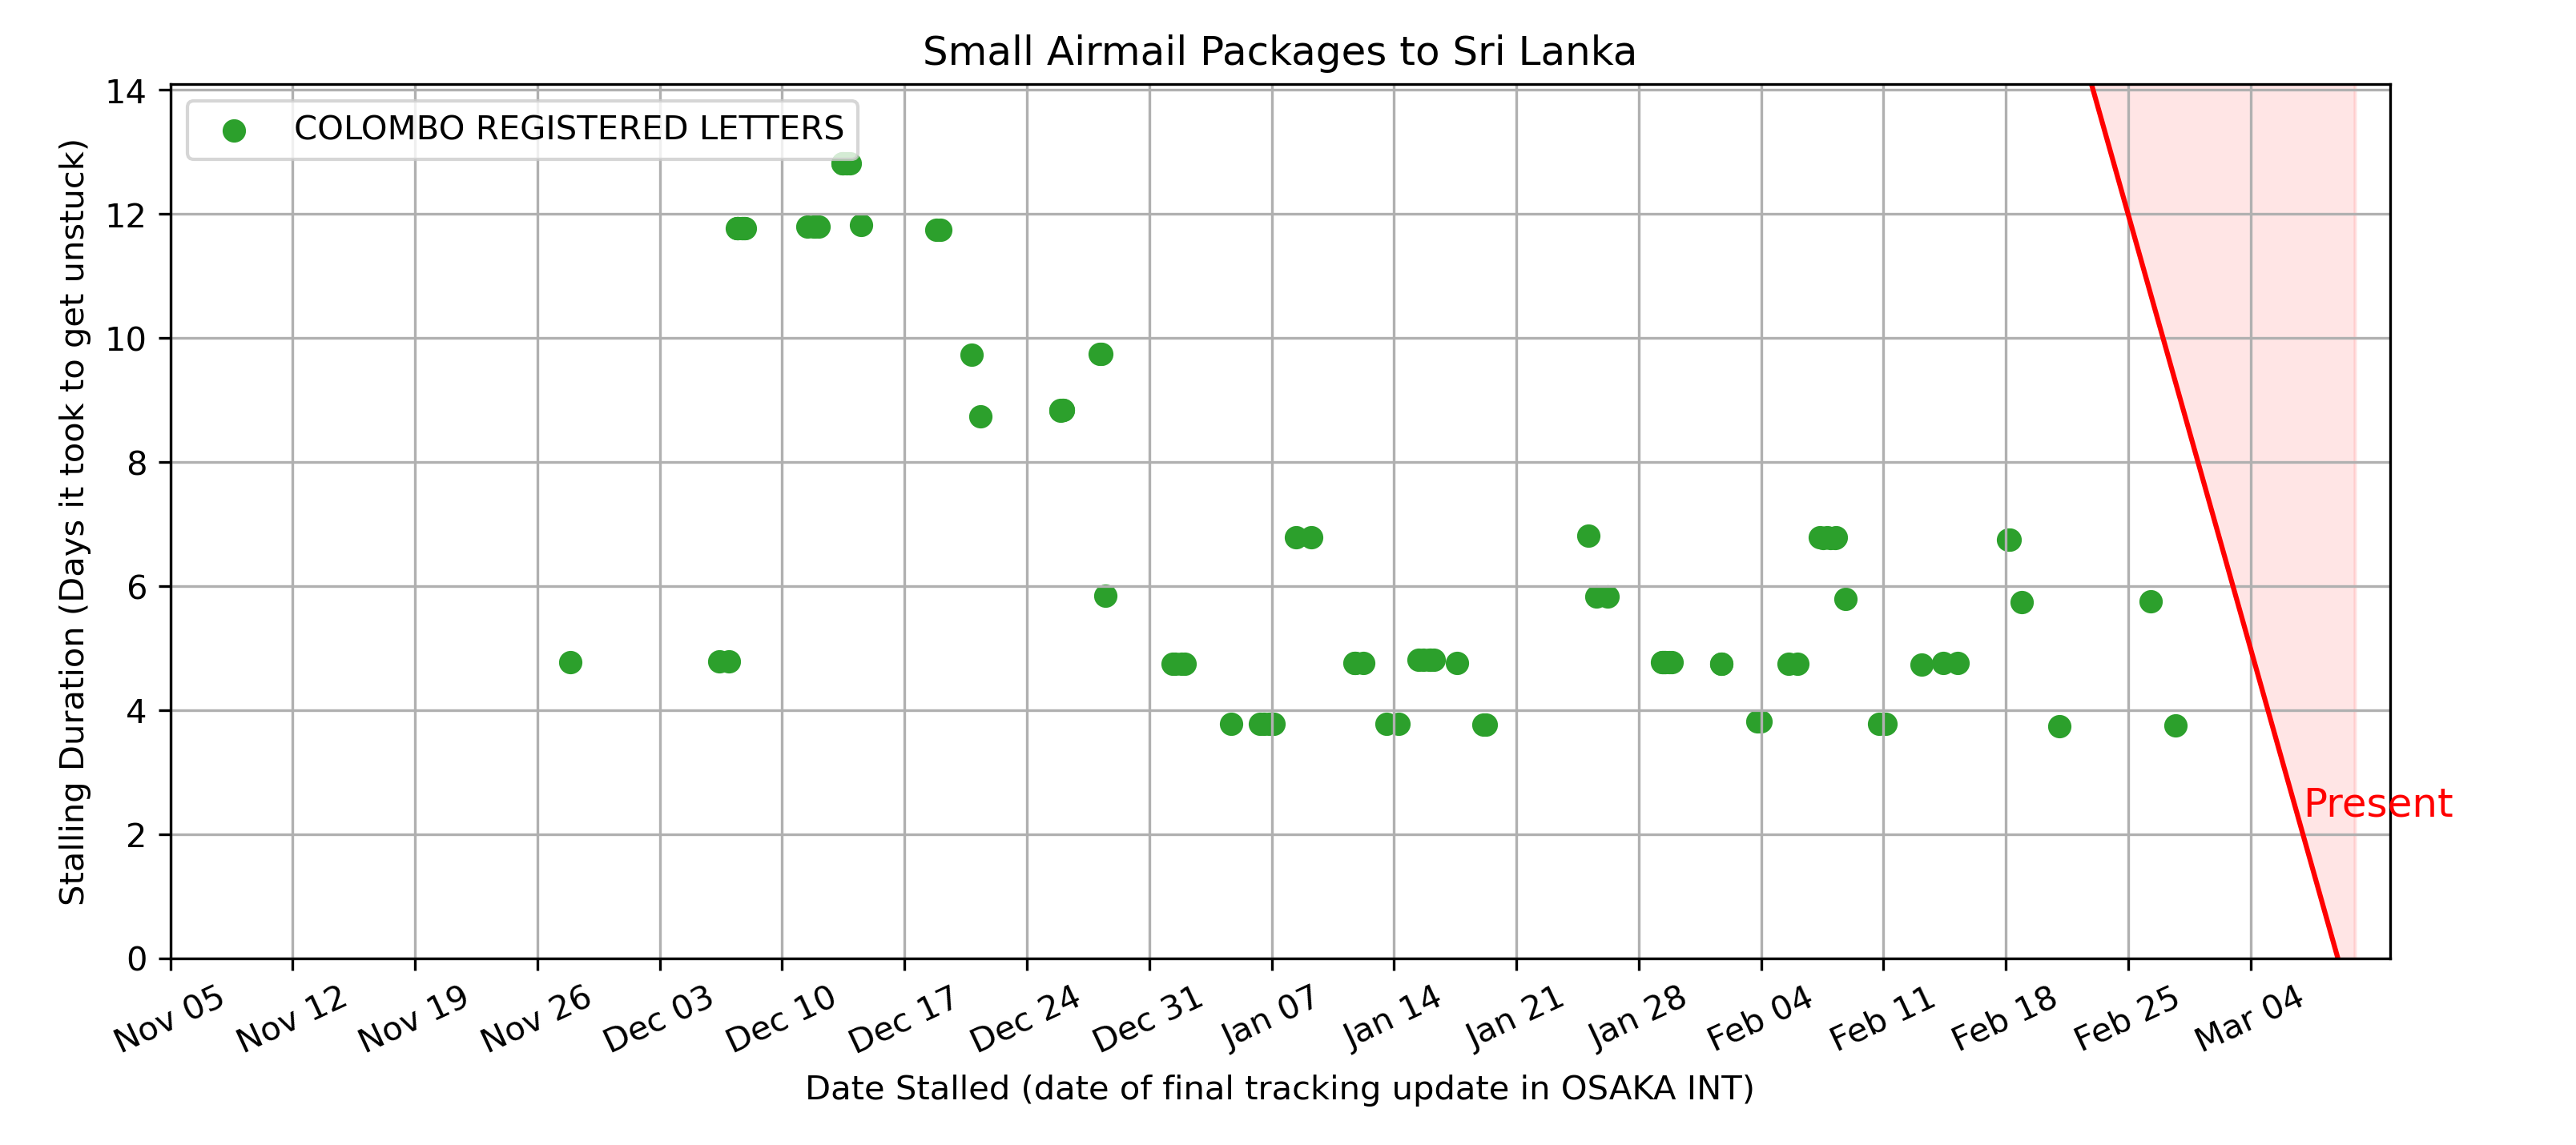 Small Airmail Packages to Sri Lanka
COLOMBO REGISTERED LETTERS
Stalling Duration (Days it took to get unstuck)
14
12
10
8
6
4
2
0
Present
Nov 05
Nov 12
Nov 19
Nov 26
Dec 03
Dec 10
Dec 17
Dec 24
Dec 31
Jan 07
Jan 14
Jan 21
Jan 28
Feb 04
Feb 11
Feb 18
Feb 25
Mar 04
Date Stalled (date of final tracking update in OSAKA INT)